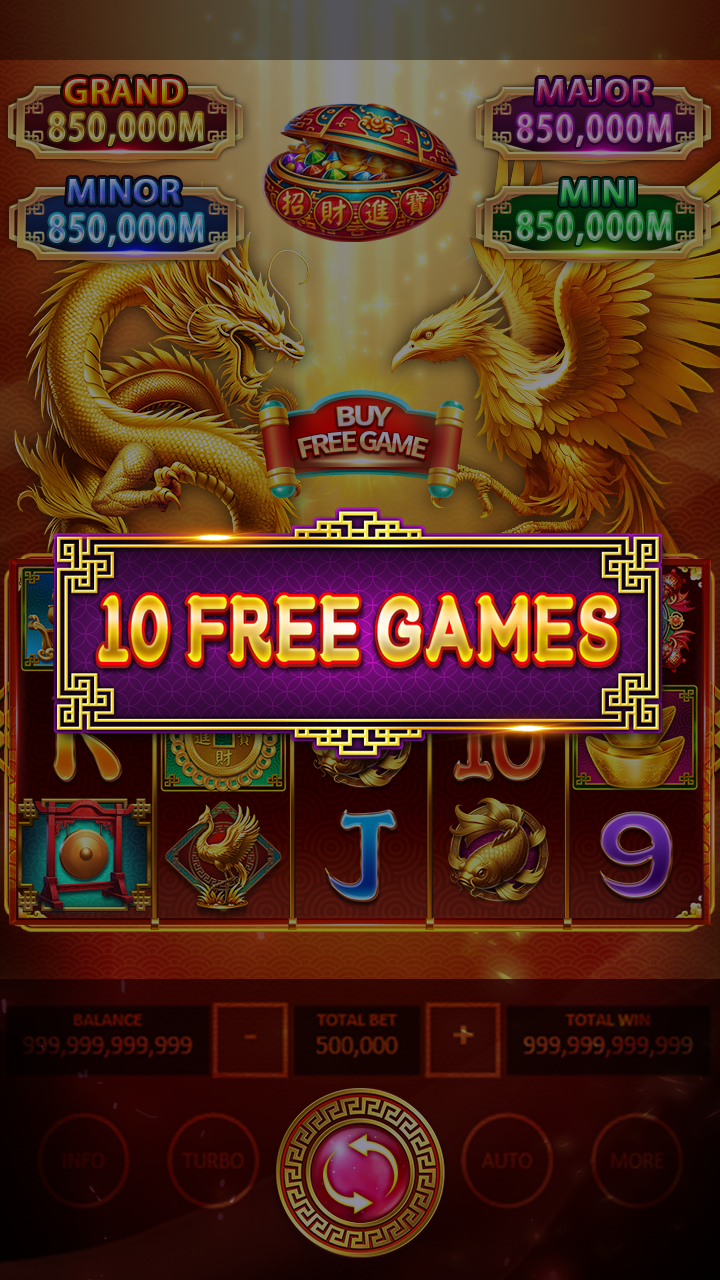 GRAND
850,000M
MAJOR
850,000M
MINOR
850,000M
MINI
850,000M
招財進寶
BUY
FREE GAME
10 FREE GAMES
K
10
財
J
9
BALANCE
999,999,999,999
-
TOTAL BET
500,000
+
TOTAL WIN
999,999,999,999
INFO
TURBO
AUTO
MORE